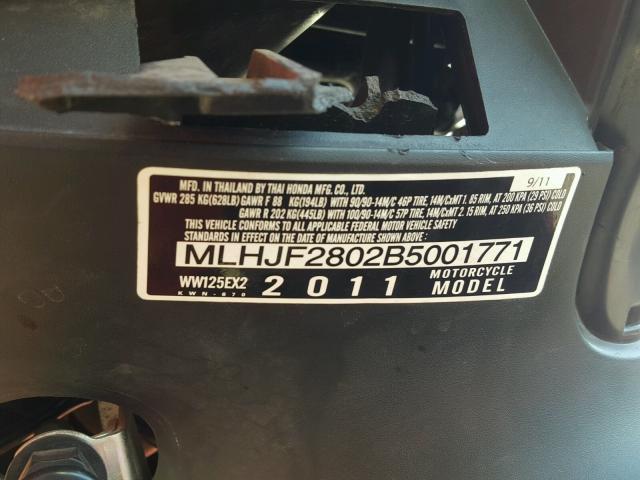 MFD. IN THAILAND BY THAI HONDA MFG. CO., LTD. 9/11
GVWR 285 KG(628LB) GAWR F 88 KG(194LB) WITH 90/90-14M/C 46P TIRE, 14M/CxMT 1.85 RIM, AT 200 KPA (29 PSI) COLD
GAWR R 202 KG(445LB) WITH 100/90-14M/C 57P TIRE, 14M/CxMT 2.15 RIM, AT 250 KPA (36 PSI) COLD
THIS VEHICLE CONFORMS TO ALL APPLICABLE FEDERAL MOTOR VEHICLE SAFETY
STANDARDS IN EFFECT ON THE DATE OF MANUFACTURE SHOWN ABOVE.
MLHJF2802B5001771
WW125EX2 2011 MOTORCYCLE
KWN-670 MODEL